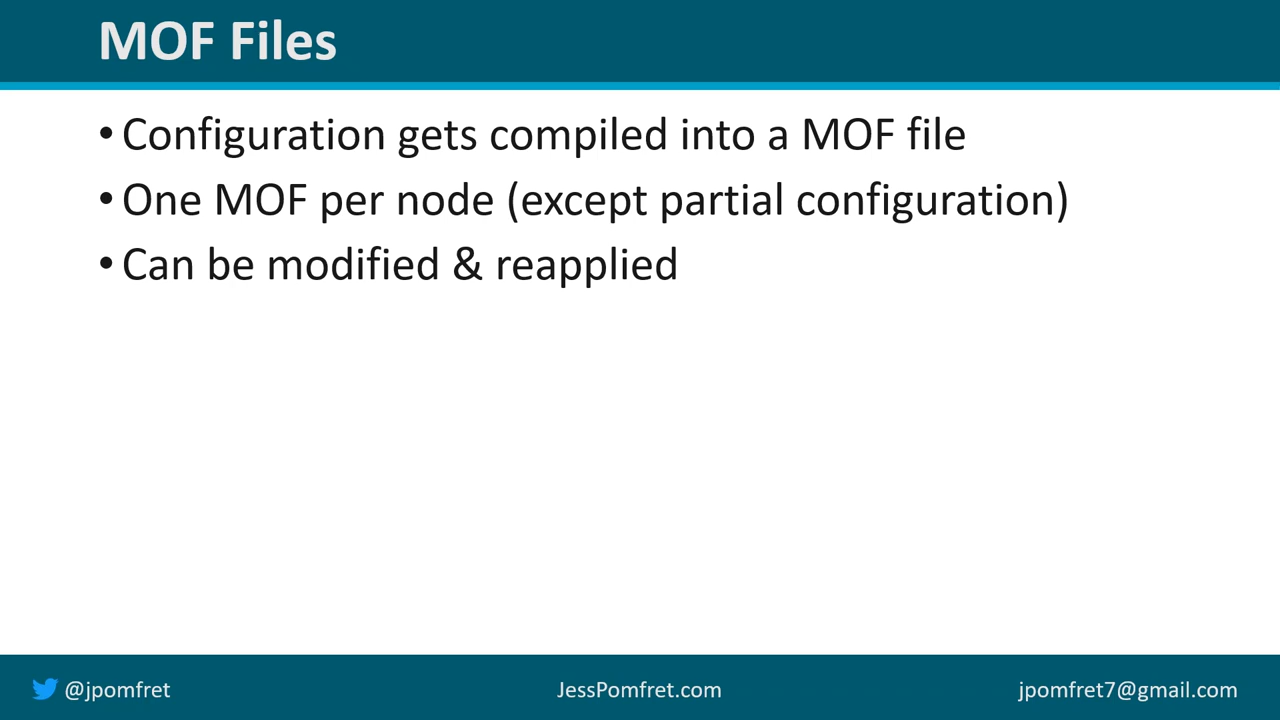 MOF Files
• Configuration gets compiled into a MOF file
• One MOF per node (except partial configuration)
• Can be modified & reapplied
@jpomfret
JessPomfret.com
jpomfret7@gmail.com